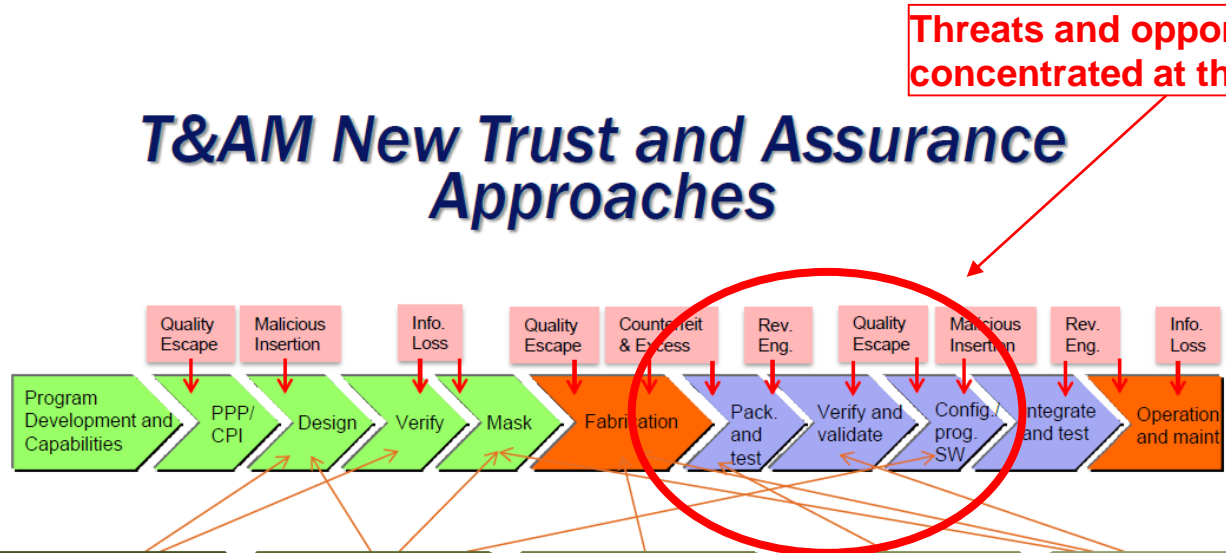 Threats and oppor
concentrated at th
T&AM New Trust and Assurance
Approaches
Quality
Escape
Malicious
Insertion
Info.
Loss
Quality
Escape
Counterfeit
& Excess
Rev.
Eng.
Quality
Escape
Malicious
Insertion
Rev.
Eng.
Info.
Loss
Program
Development and
Capabilities
PPP/
CPI
Design
Verify
Mask
Fabrication
Pack.
and
test
Verify and
validate
Config./
prog.
SW
Integrate
and test
Operation
and maint